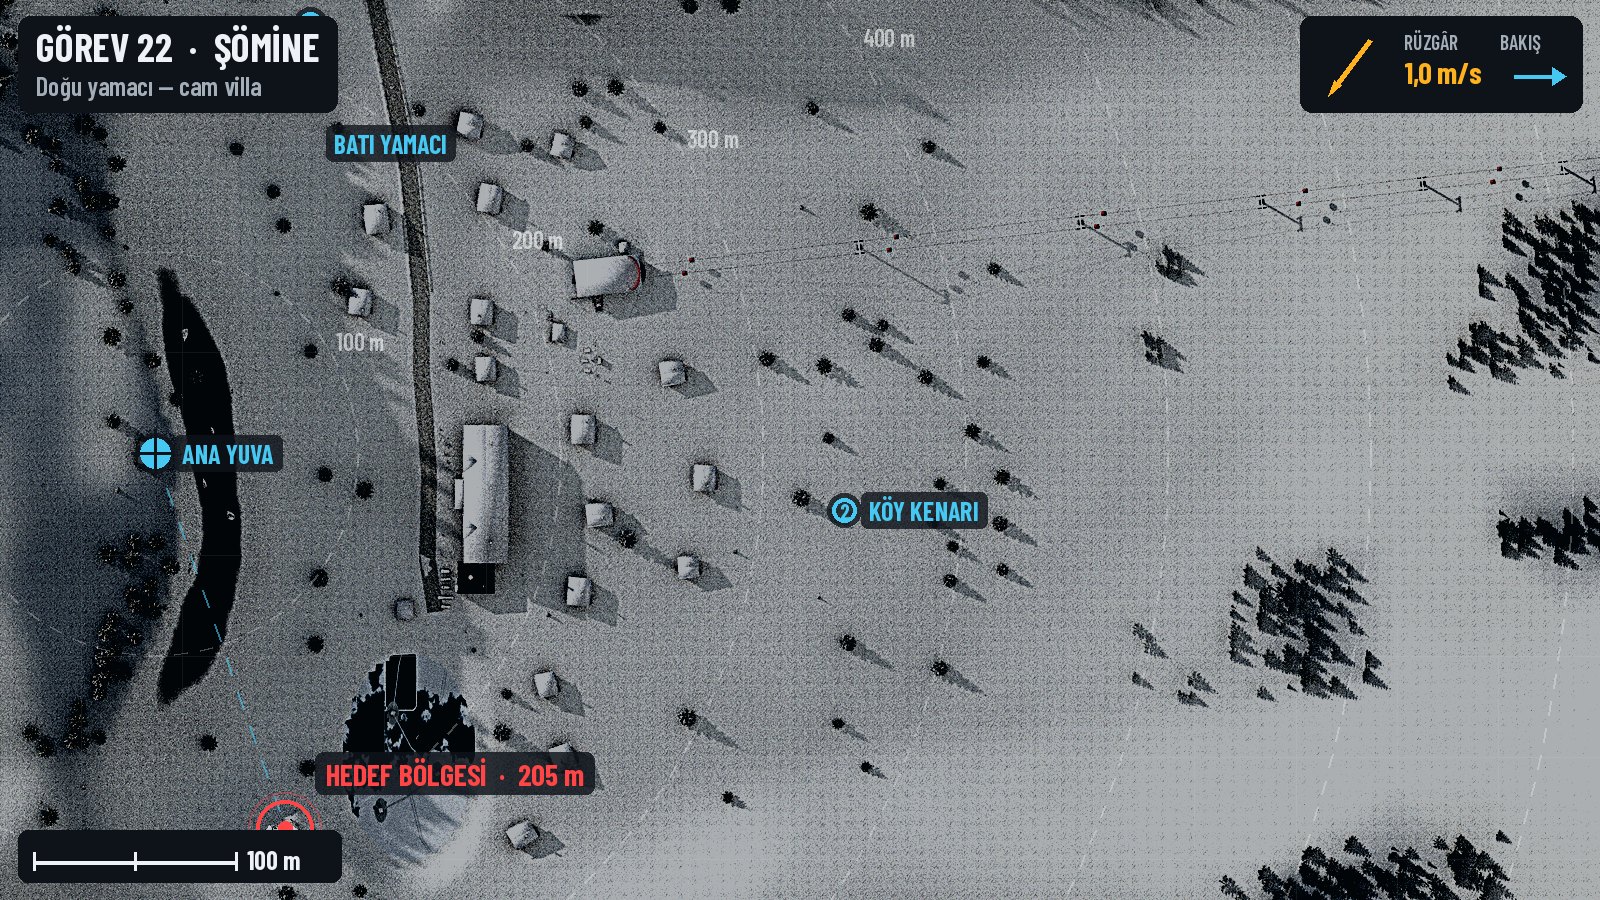 GÖREV 22 · ŞÖMİNE
Doğu yamacı — cam villa
400 m
RÜZGÂR
BAKIŞ
1,0 m/s
BATI YAMACI
300 m
200 m
100 m
ANA YUVA
2
KÖY KENARI
HEDEF BÖLGESİ · 205 m
100 m